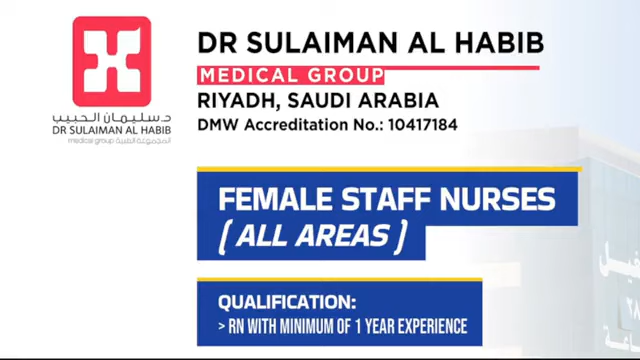 DR SULAIMAN AL HABIB
MEDICAL GROUP
RIYADH, SAUDI ARABIA
DMW Accreditation No.: 10417184
د. سليمان الحبيب
DR SULAIMAN AL HABIB
medical group المجموعة الطبية
FEMALE STAFF NURSES
( ALL AREAS )
QUALIFICATION:
> RN WITH MINIMUM OF 1 YEAR EXPERIENCE